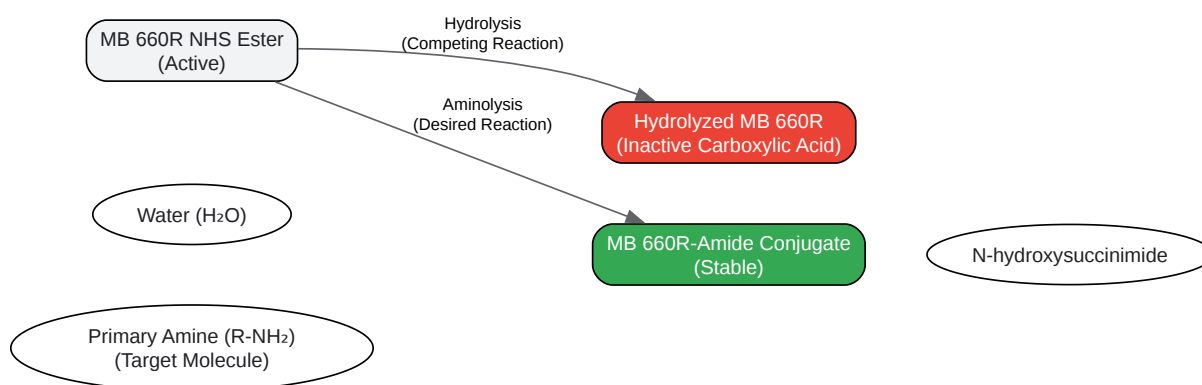 MB 660R NHS Ester
(Active)
Hydrolysis
(Competing Reaction)
Aminolysis
(Desired Reaction)
Hydrolyzed MB 660R
(Inactive Carboxylic Acid)
Water (H₂O)
MB 660R-Amide Conjugate
(Stable)
N-hydroxysuccinimide
Primary Amine (R-NH₂)
(Target Molecule)